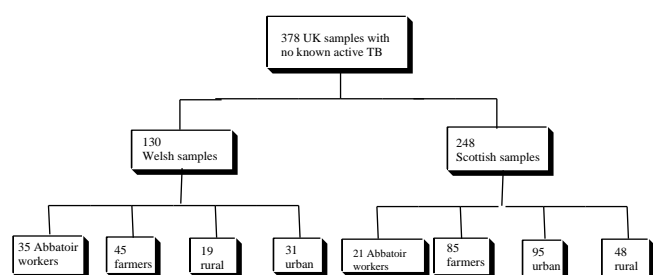 378 UK samples with
no known active TB
130
Welsh samples
248
Scottish samples
35 Abbatoir
workers
45
farmers
19
rural
31
urban
21 Abbatoir
workers
85
farmers
95
urban
48
rural